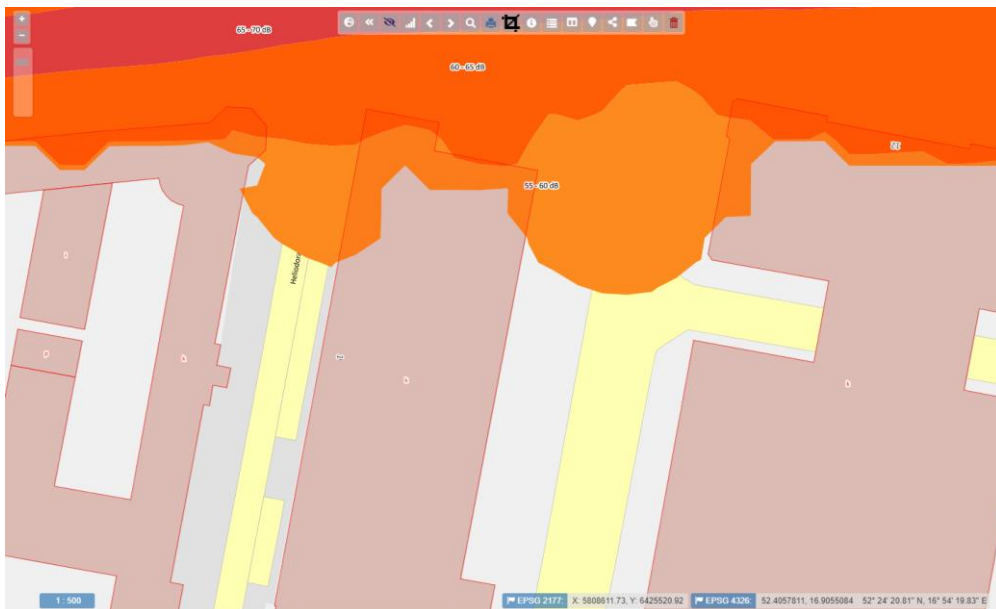 65 - 70 dB
60 - 65 dB
55 - 60 dB
12
Heliodora
1 : 500
EPSG 2177: X: 5808611.73, Y: 6425520.92
EPSG 4326: 52.4057811, 16.9055084 52° 24' 20.81" N, 16° 54' 19.83" E